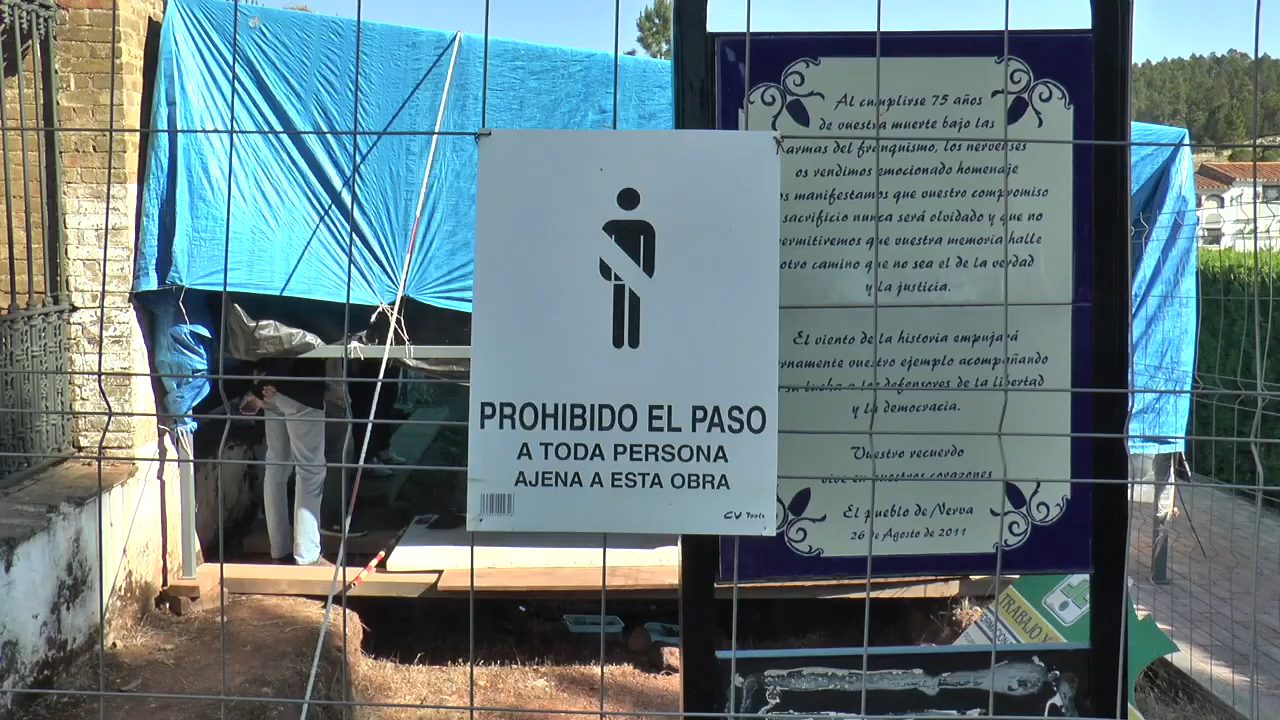 PROHIBIDO EL PASO
A TODA PERSONA
AJENA A ESTA OBRA
CV Tools
Al cumplirse 75 años
de vuestra muerte bajo las
armas del franquismo, los nervenses
os rendimos emocionado homenaje
manifestamos que vuestro compromiso
sacrificio nunca será olvidado y que no
ermitiremos que vuestra memoria halle
otro camino que no sea el de la verdad
y la justicia.
El viento de la historia empujará
rnamente vuestro ejemplo acompañando
su lucha a los defensores de la libertad
y la democracia.
Vuestro recuerdo
vive en nuestros corazones
El pueblo de Nerva
26 de Agosto de 2011
TRABAJO Y